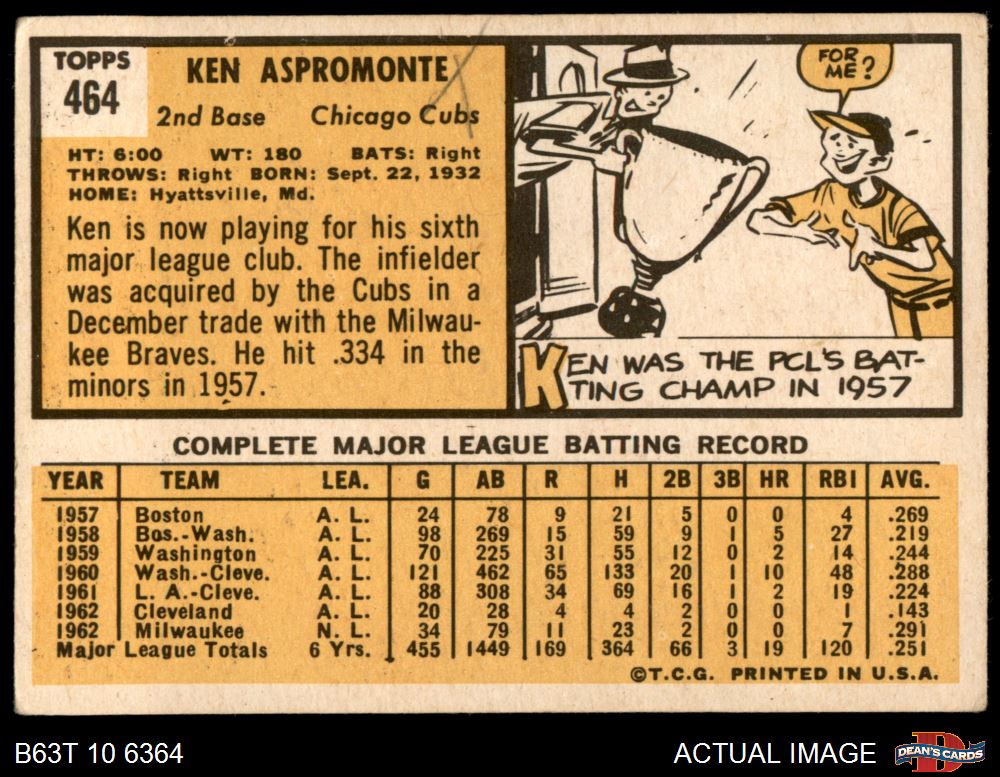 TOPPS
464
KEN ASPROMONTE
2nd Base Chicago Cubs
HT: 6:00 WT: 180 BATS: Right
THROWS: Right BORN: Sept. 22, 1932
HOME: Hyattsville, Md.
Ken is now playing for his sixth
major league club. The infielder
was acquired by the Cubs in a
December trade with the Milwau-
kee Braves. He hit .334 in the
minors in 1957.
FOR
ME?
KEN WAS THE PCL'S BAT-
TING CHAMP IN 1957
COMPLETE MAJOR LEAGUE BATTING RECORD
YEAR TEAM LEA. G AB R H 2B 3B HR RBI AVG.
1957 Boston A. L. 24 78 9 21 5 0 0 4 .269
1958 Bos.-Wash. A. L. 98 269 15 59 9 1 5 27 .219
1959 Washington A. L. 70 225 31 55 12 0 2 14 .244
1960 Wash.-Cleve. A. L. 121 462 65 133 20 1 10 48 .288
1961 L. A.-Cleve. A. L. 88 308 34 69 16 1 2 19 .224
1962 Cleveland A. L. 20 28 4 4 2 0 0 1 .143
1962 Milwaukee N. L. 34 79 11 23 2 0 0 7 .291
Major League Totals 6 Yrs. 455 1449 169 364 66 3 19 120 .251
©T.C.G. PRINTED IN U.S.A.
B63T 10 6364
ACTUAL IMAGE
DEAN'S CARDS